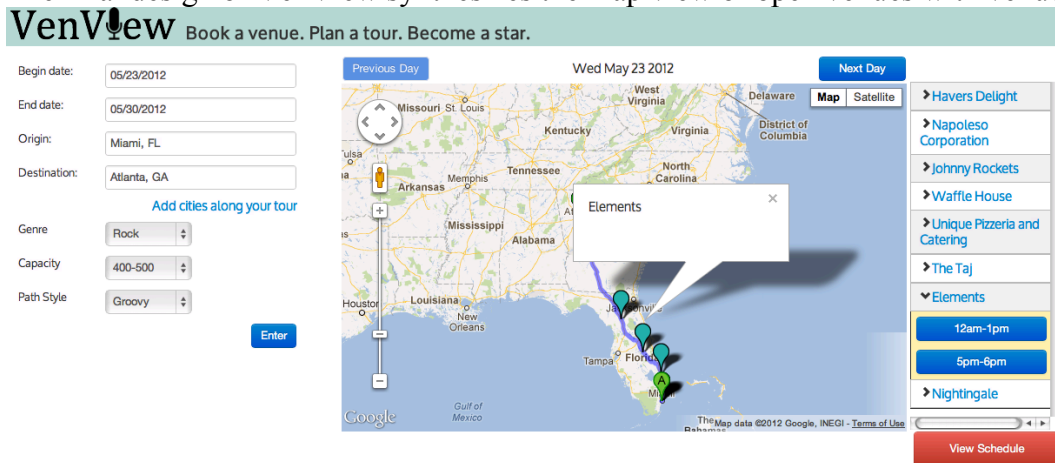 VenView Book a venue. Plan a tour. Become a star.
Begin date:
05/23/2012
End date:
05/30/2012
Origin:
Miami, FL
Destination:
Atlanta, GA
Add cities along your tour
Genre
Rock
Capacity
400-500
Path Style
Groovy
Enter
Previous Day
Wed May 23 2012
Next Day
Map
Satellite
Missouri
St. Louis
West
Virginia
Delaware
District of
Columbia
Kentucky
Virginia
Tennessee
North
Carolina
Memphis
Arkansas
Mississippi
Alabama
Elements
×
Louisiana
New
Orleans
Tampa
Gulf of
Mexico
A
Google
The
Bahamas
Map data ©2012 Google, INEGI - Terms of Use
Havers Delight
Napoleso
Corporation
Johnny Rockets
Waffle House
Unique Pizzeria and
Catering
The Taj
Elements
12am-1pm
5pm-6pm
Nightingale
View Schedule